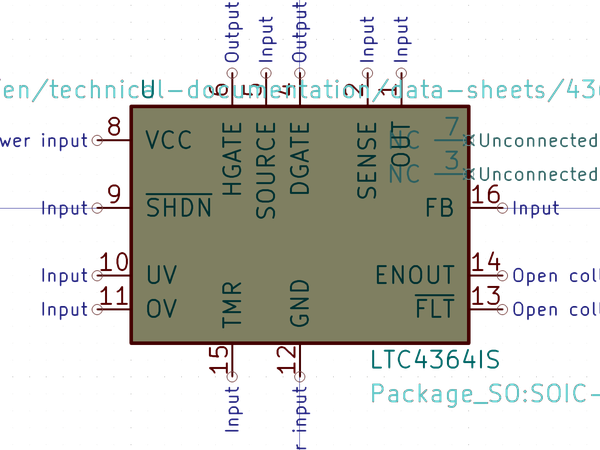 Output
Input
Output
Input
Input
6
5
4
2
1
U
/en/technical-documentation/data-sheets/43
wer input
8
VCC
HGATE
SOURCE
DGATE
SENSE
OUT
NC
7
Unconnected
NC
3
Unconnected
Input
9
SHDN
FB
16
Input
Input
10
UV
ENOUT
14
Open col
Input
11
OV
TMR
GND
FLT
13
Open col
15
12
LTC4364IS
Package_SO:SOIC-
Input
r input